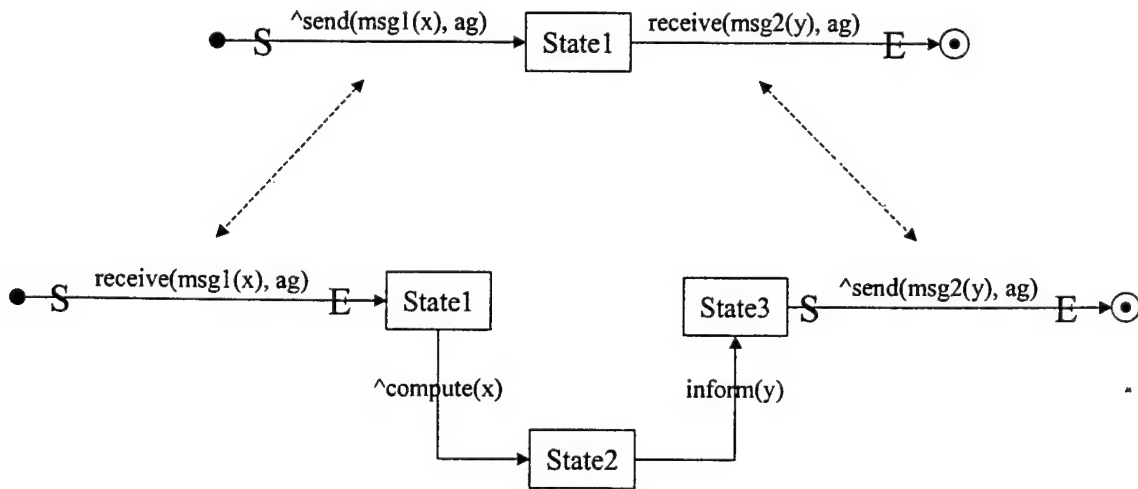 ^send(msg1(x), ag)
receive(msg2(y), ag)
S
State1
E
receive(msg1(x), ag)
^send(msg2(y), ag)
S
E
State1
State3
S
E
^compute(x)
inform(y)
State2